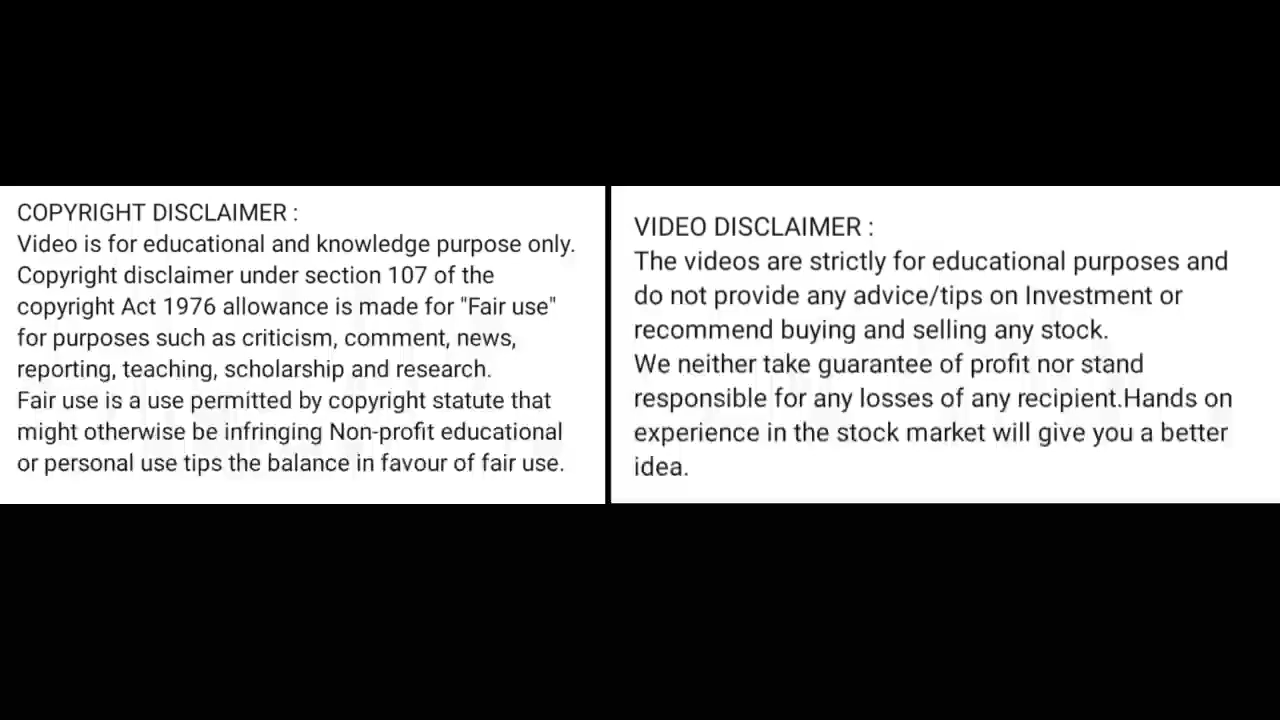 COPYRIGHT DISCLAIMER :
Video is for educational and knowledge purpose only.
Copyright disclaimer under section 107 of the
copyright Act 1976 allowance is made for "Fair use"
for purposes such as criticism, comment, news,
reporting, teaching, scholarship and research.
Fair use is a use permitted by copyright statute that
might otherwise be infringing Non-profit educational
or personal use tips the balance in favour of fair use.
VIDEO DISCLAIMER :
The videos are strictly for educational purposes and
do not provide any advice/tips on Investment or
recommend buying and selling any stock.
We neither take guarantee of profit nor stand
responsible for any losses of any recipient.Hands on
experience in the stock market will give you a better
idea.